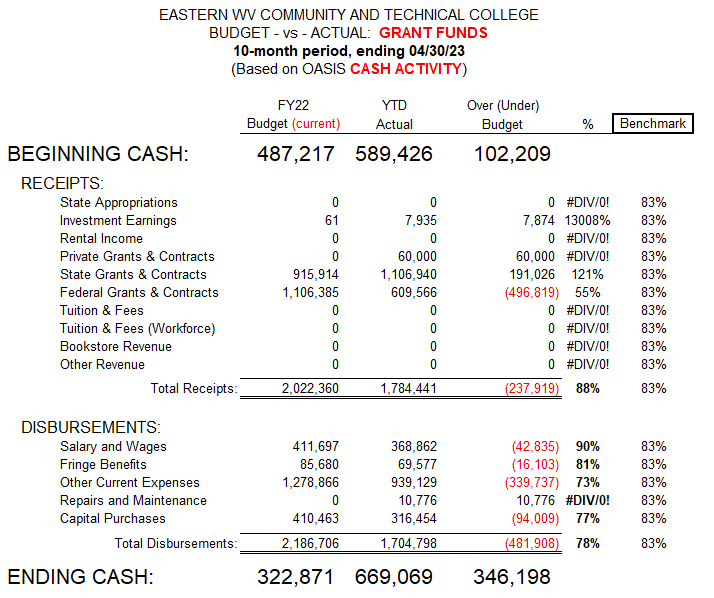 EASTERN WV COMMUNITY AND TECHNICAL COLLEGE
BUDGET - vs - ACTUAL: GRANT FUNDS
10-month period, ending 04/30/23
(Based on OASIS CASH ACTIVITY)
FY22 YTD Over (Under)
Budget (current) Actual Budget % Benchmark
BEGINNING CASH: 487,217 589,426 102,209
RECEIPTS:
State Appropriations 0 0 0 #DIV/0! 83%
Investment Earnings 61 7,935 7,874 13008% 83%
Rental Income 0 0 0 #DIV/0! 83%
Private Grants & Contracts 0 60,000 60,000 #DIV/0! 83%
State Grants & Contracts 915,914 1,106,940 191,026 121% 83%
Federal Grants & Contracts 1,106,385 609,566 (496,819) 55% 83%
Tuition & Fees 0 0 0 #DIV/0! 83%
Tuition & Fees (Workforce) 0 0 0 #DIV/0! 83%
Bookstore Revenue 0 0 0 #DIV/0! 83%
Other Revenue 0 0 0 #DIV/0! 83%
Total Receipts: 2,022,360 1,784,441 (237,919) 88% 83%
DISBURSEMENTS:
Salary and Wages 411,697 368,862 (42,835) 90% 83%
Fringe Benefits 85,680 69,577 (16,103) 81% 83%
Other Current Expenses 1,278,866 939,129 (339,737) 73% 83%
Repairs and Maintenance 0 10,776 10,776 #DIV/0! 83%
Capital Purchases 410,463 316,454 (94,009) 77% 83%
Total Disbursements: 2,186,706 1,704,798 (481,908) 78% 83%
ENDING CASH: 322,871 669,069 346,198